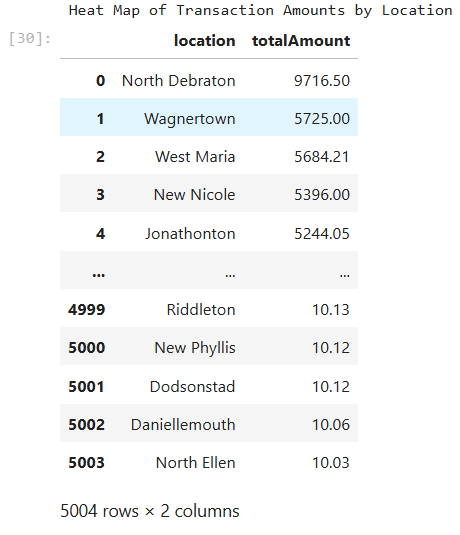 Heat Map of Transaction Amounts by Location
[30]:
location totalAmount
0 North Debraton 9716.50
1 Wagnertown 5725.00
2 West Maria 5684.21
3 New Nicole 5396.00
4 Jonathonton 5244.05
... ... ...
4999 Riddleton 10.13
5000 New Phyllis 10.12
5001 Dodsonstad 10.12
5002 Daniellemouth 10.06
5003 North Ellen 10.03
5004 rows × 2 columns